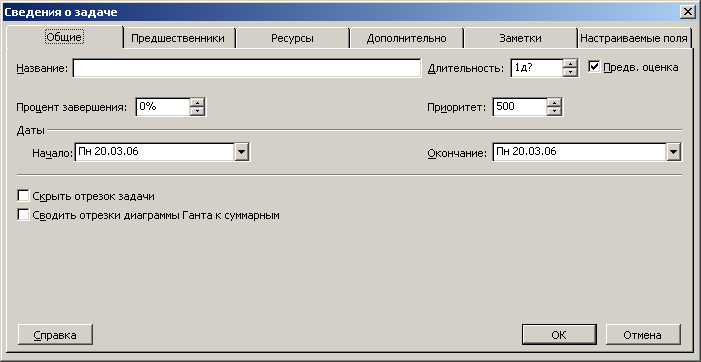 Сведения о задаче
Общие Предшественники Ресурсы Дополнительно Заметки Настраиваемые поля
Название: Длительность: 1д? Предв. оценка
Процент завершения: 0% Приоритет: 500
Даты
Начало: Пн 20.03.06 Окончание: Пн 20.03.06
Скрыть отрезок задачи
Сводить отрезки диаграммы Ганта к суммарным
Справка ОК Отмена